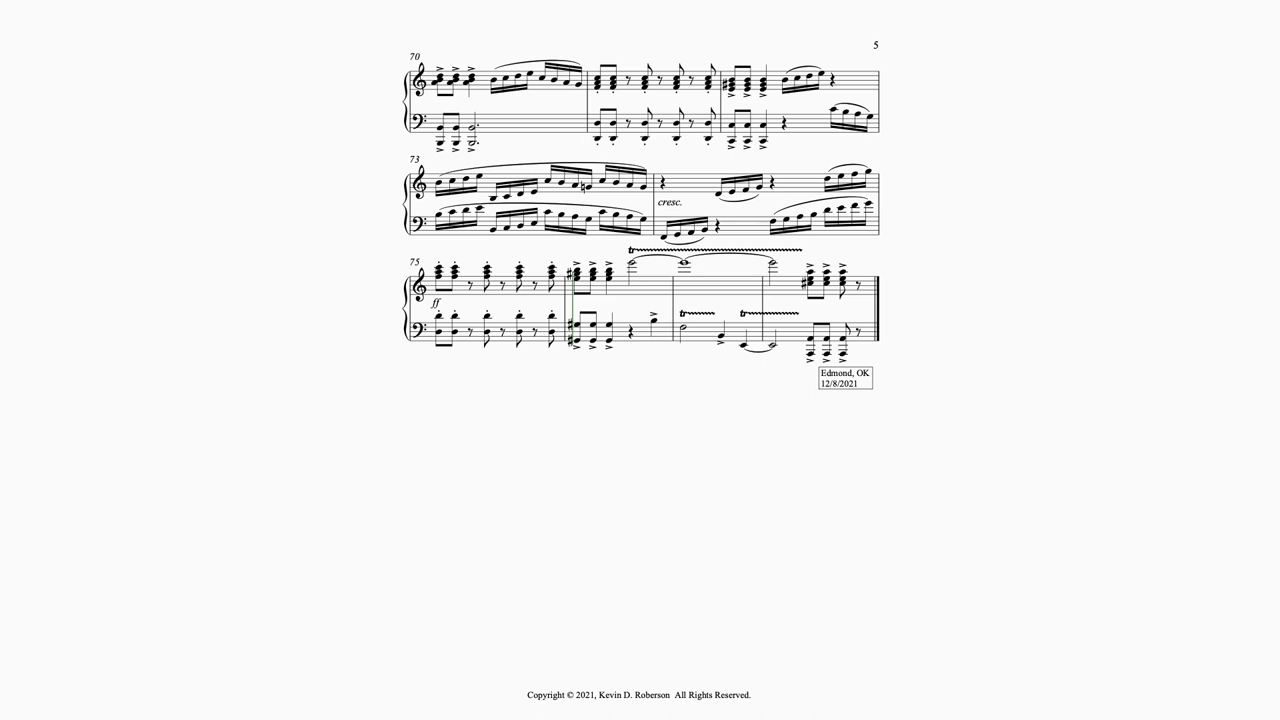 5
70
73
cresc.
tr
75
ff
tr
tr
Edmond, OK
12/8/2021
Copyright © 2021, Kevin D. Roberson All Rights Reserved.